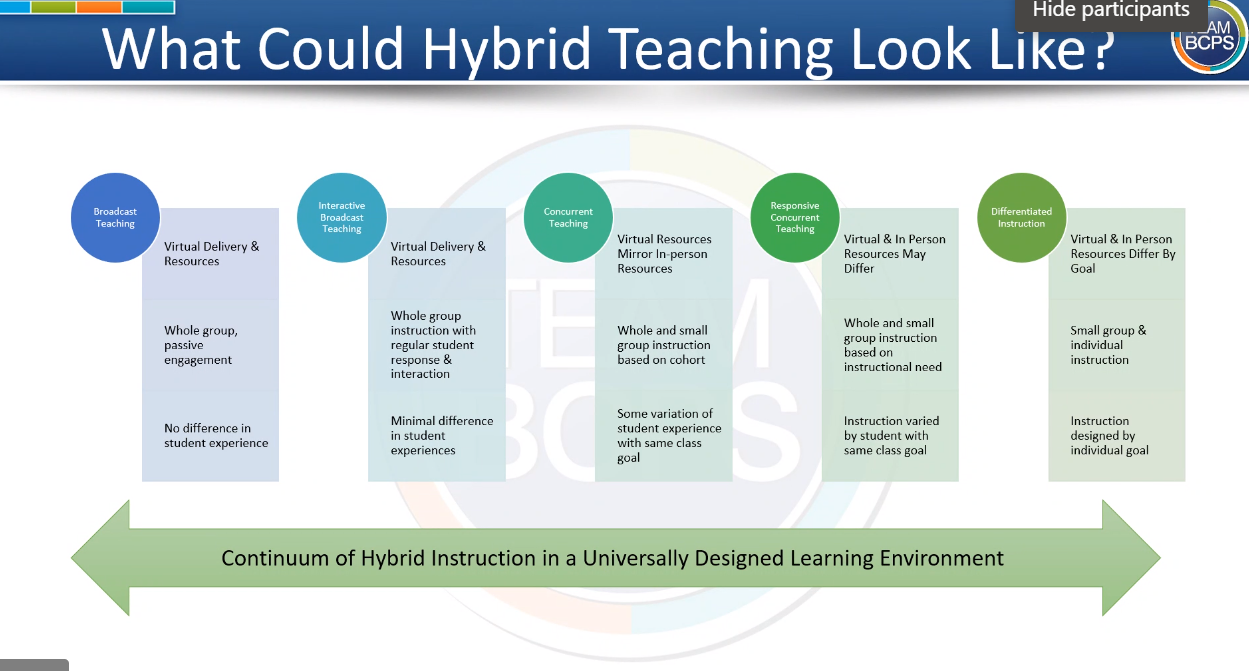 Hide participants
What Could Hybrid Teaching Look Like?
TEAM
BCPS
Broadcast
Teaching
Virtual Delivery &
Resources
Whole group,
passive
engagement
No difference in
student experience
Interactive
Broadcast
Teaching
Virtual Delivery &
Resources
Whole group
instruction with
regular student
response &
interaction
Minimal difference
in student
experiences
Concurrent
Teaching
Virtual Resources
Mirror In-person
Resources
Whole and small
group instruction
based on cohort
Some variation of
student experience
with same class
goal
Responsive
Concurrent
Teaching
Virtual & In Person
Resources May
Differ
Whole and small
group instruction
based on
instructional need
Instruction varied
by student with
same class goal
Differentiated
Instruction
Virtual & In Person
Resources Differ By
Goal
Small group &
individual
instruction
Instruction
designed by
individual goal
TEAM
BCPS
Continuum of Hybrid Instruction in a Universally Designed Learning Environment